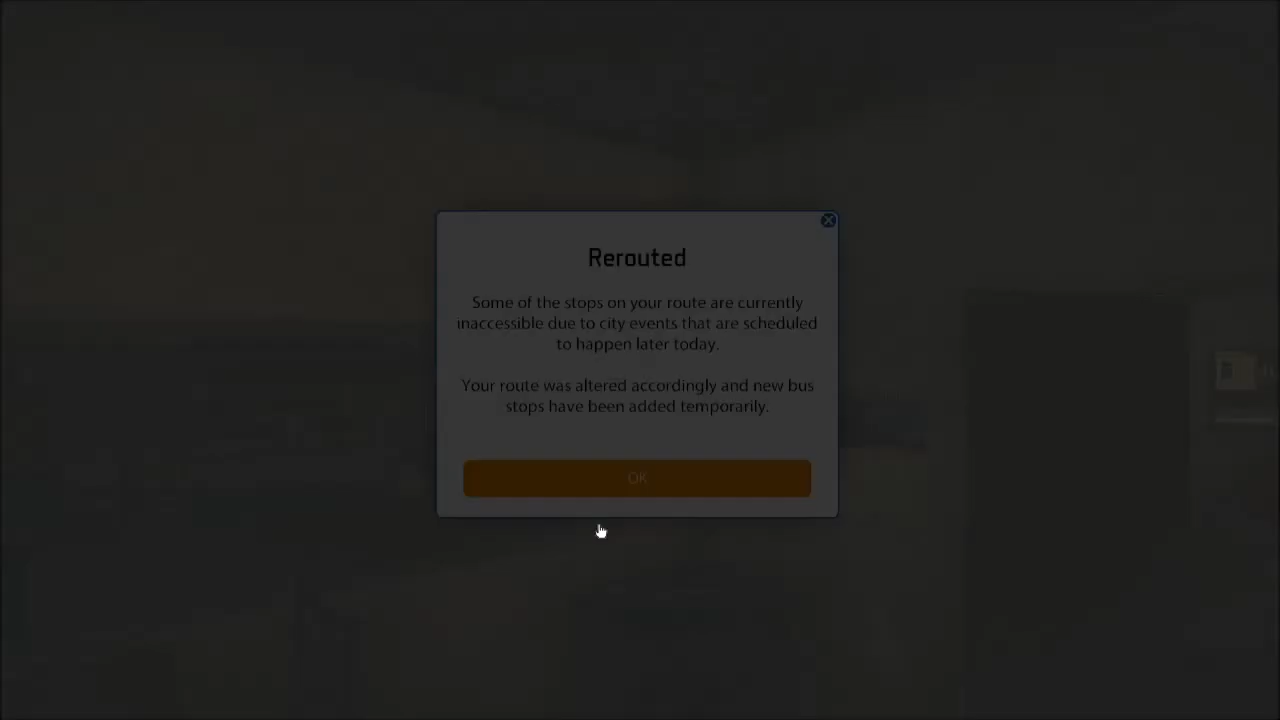 Rerouted
Some of the stops on your route are currently
inaccessible due to city events that are scheduled
to happen later today.
Your route was altered accordingly and new bus
stops have been added temporarily.
OK